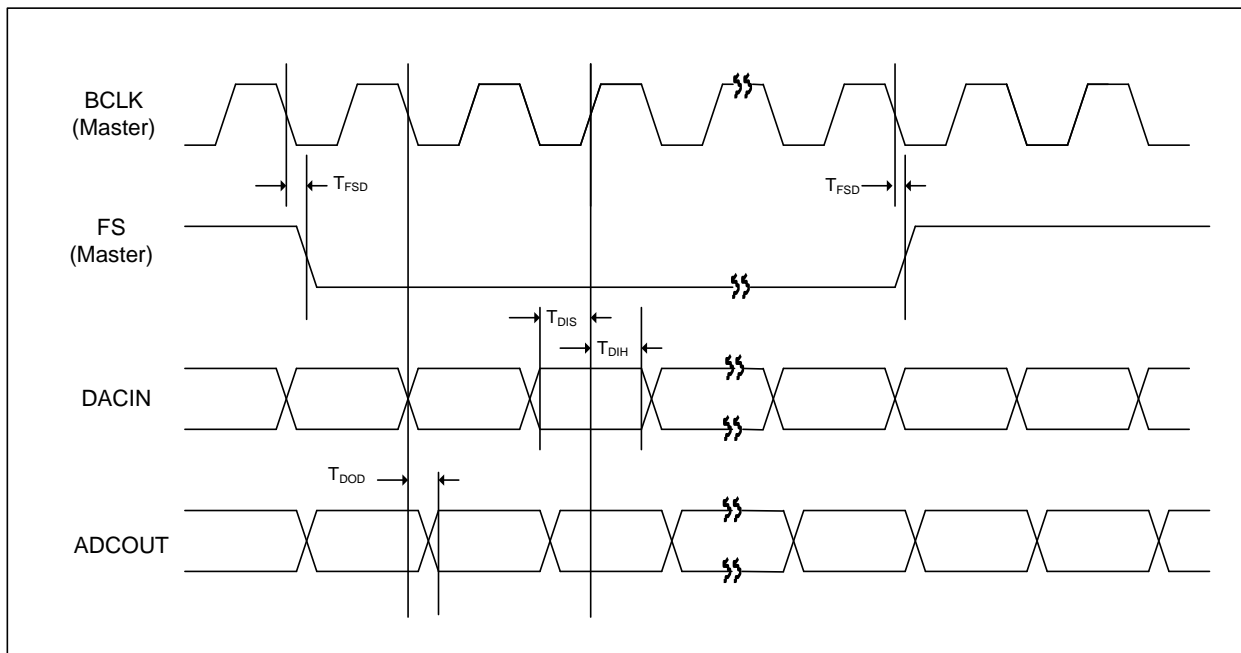 BCLK
(Master)
T_FSD
T_FSD
FS
(Master)
T_DIS
T_DIH
DACIN
T_DOD
ADCOUT